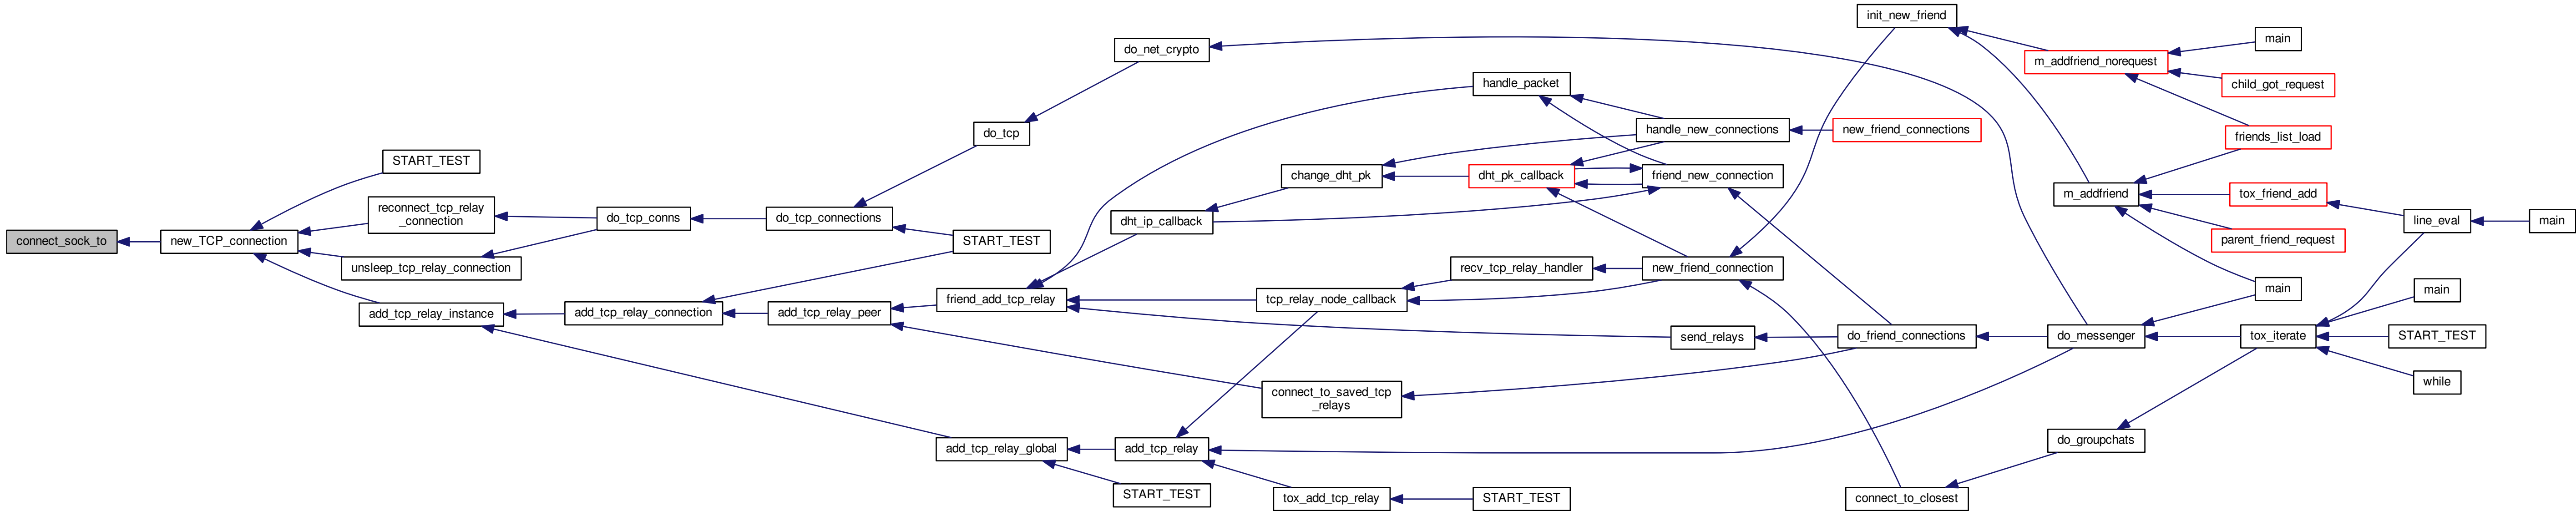 connect_sock_to
new_TCP_connection
START_TEST
reconnect_tcp_relay
_connection
unsleep_tcp_relay_connection
add_tcp_relay_instance
do_tcp_conns
add_tcp_relay_connection
do_tcp_connections
add_tcp_relay_peer
do_tcp
START_TEST
friend_add_tcp_relay
add_tcp_relay_global
do_net_crypto
dht_ip_callback
add_tcp_relay
START_TEST
change_dht_pk
tcp_relay_node_callback
connect_to_saved_tcp
_relays
tox_add_tcp_relay
handle_packet
dht_pk_callback
recv_tcp_relay_handler
START_TEST
handle_new_connections
friend_new_connection
new_friend_connection
send_relays
init_new_friend
new_friend_connections
do_friend_connections
connect_to_closest
m_addfriend_norequest
m_addfriend
do_messenger
do_groupchats
main
child_got_request
friends_list_load
tox_friend_add
parent_friend_request
main
tox_iterate
line_eval
main
START_TEST
while
main